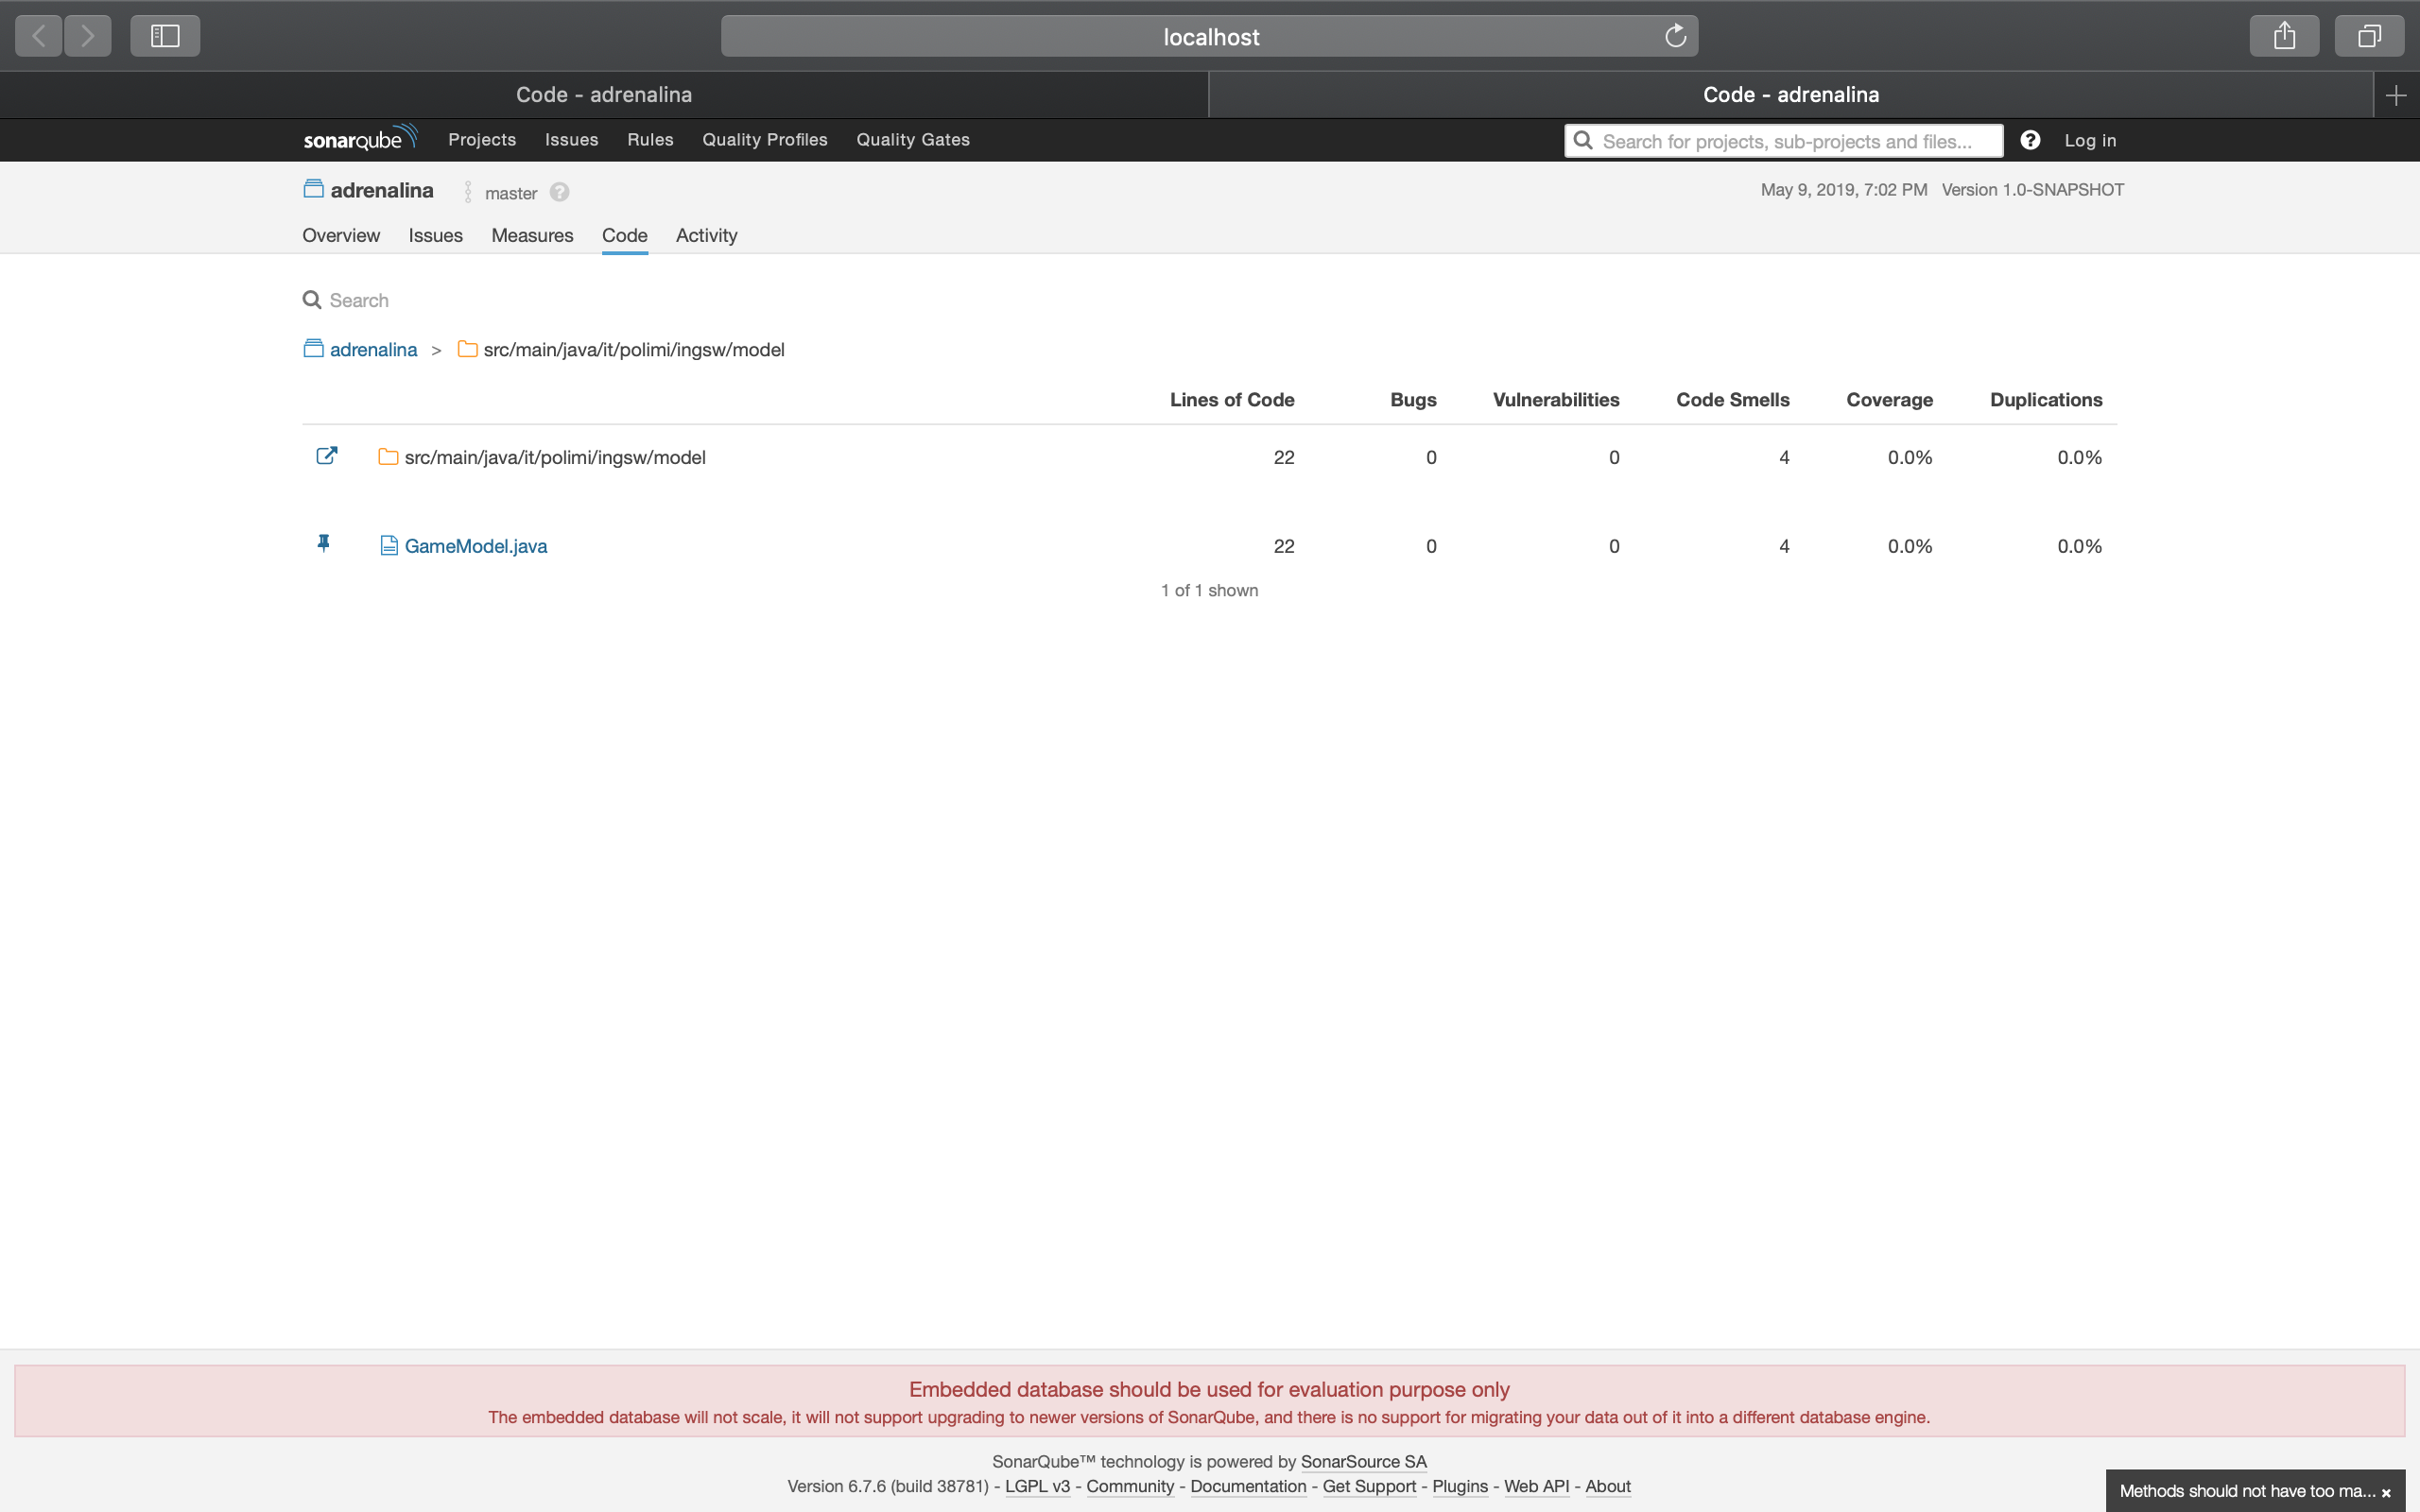 localhost
Code - adrenalina
Code - adrenalina
sonarqube Projects Issues Rules Quality Profiles Quality Gates Search for projects, sub-projects and files... Log in
adrenalina master May 9, 2019, 7:02 PM Version 1.0-SNAPSHOT
Overview Issues Measures Code Activity
Search
adrenalina > src/main/java/it/polimi/ingsw/model
Lines of Code Bugs Vulnerabilities Code Smells Coverage Duplications
src/main/java/it/polimi/ingsw/model 22 0 0 4 0.0% 0.0%
GameModel.java 22 0 0 4 0.0% 0.0%
1 of 1 shown
Embedded database should be used for evaluation purpose only
The embedded database will not scale, it will not support upgrading to newer versions of SonarQube, and there is no support for migrating your data out of it into a different database engine.
SonarQube™ technology is powered by SonarSource SA
Version 6.7.6 (build 38781) - LGPL v3 - Community - Documentation - Get Support - Plugins - Web API - About
Methods should not have too ma... ×